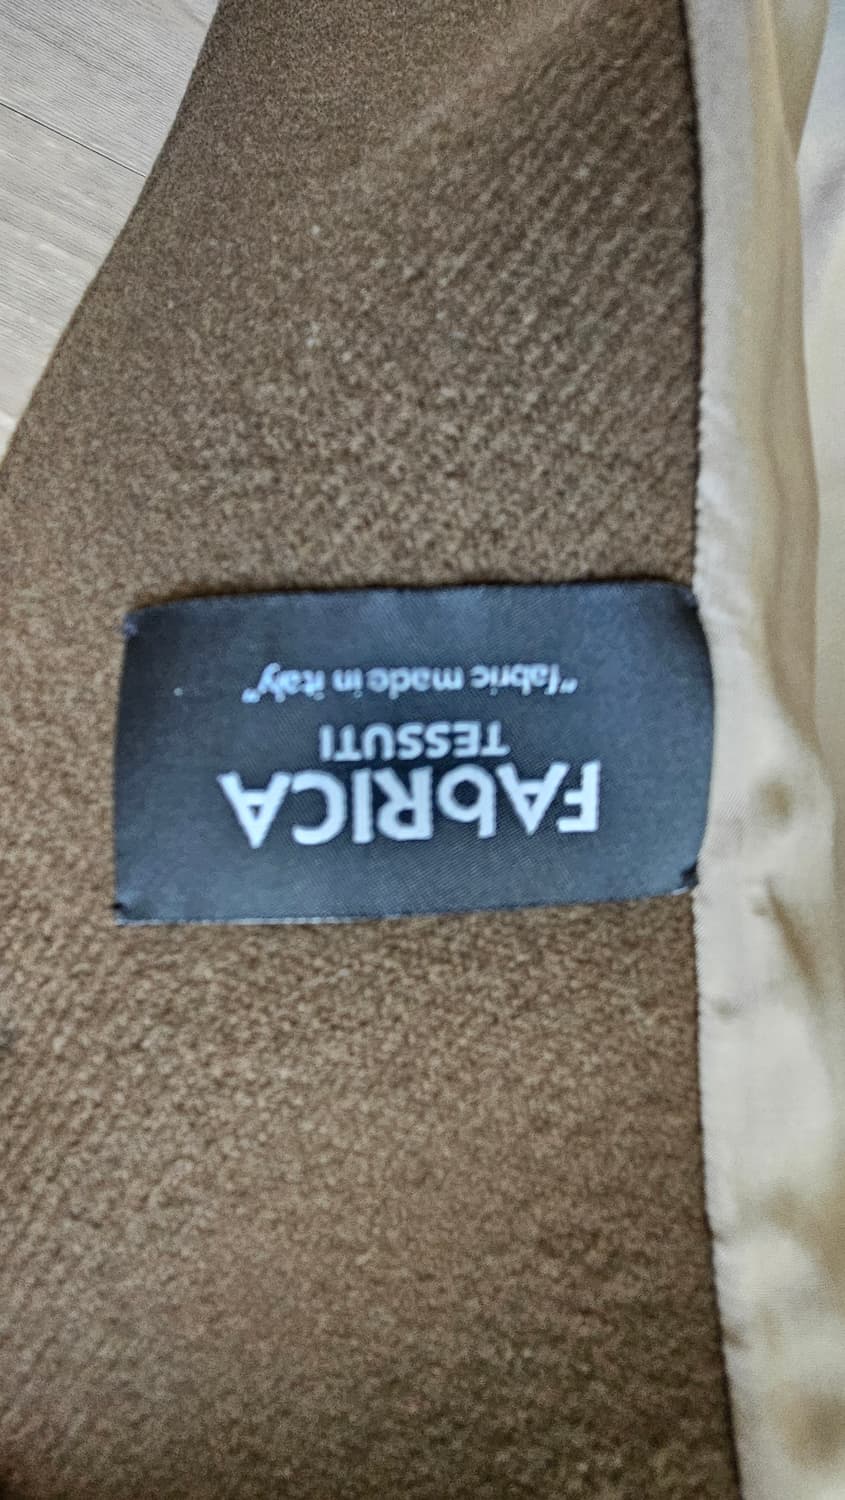 FAbRICA
TESSUTI
"fabric made in italy"